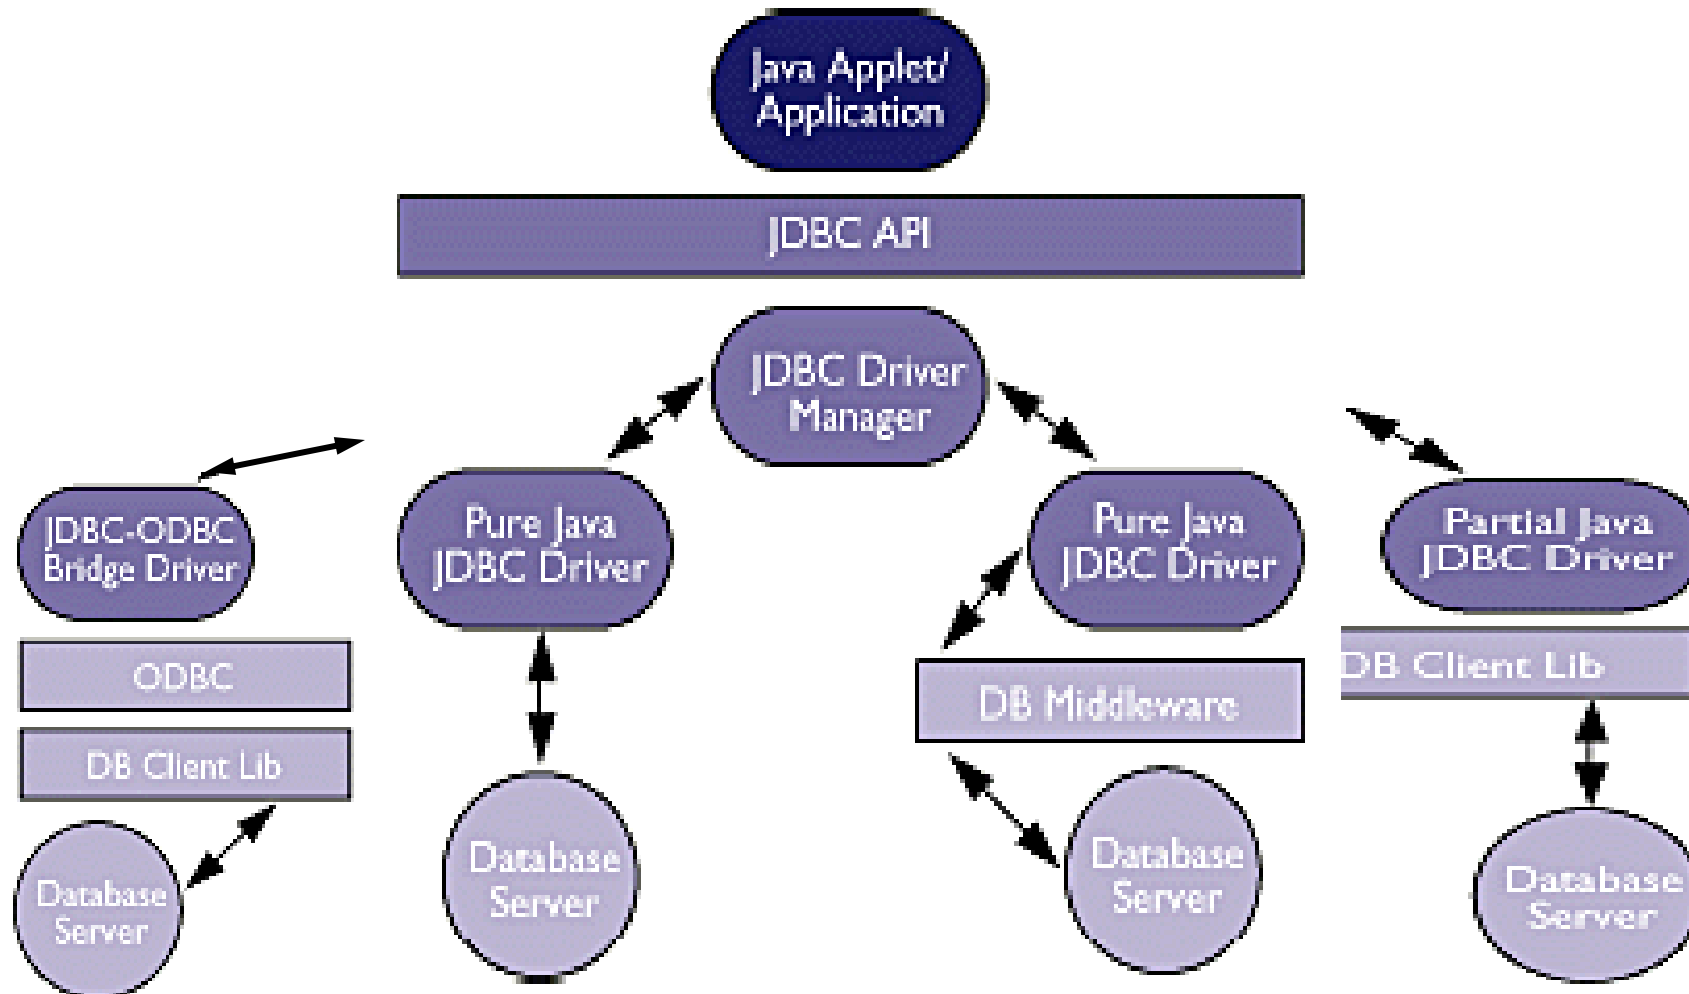 Java Applet/
Application
JDBC API
JDBC Driver
Manager
JDBC-ODBC
Bridge Driver
ODBC
DB Client Lib
Database
Server
Pure Java
JDBC Driver
Database
Server
Pure Java
JDBC Driver
DB Middleware
Database
Server
Partial Java
JDBC Driver
DB Client Lib
Database
Server